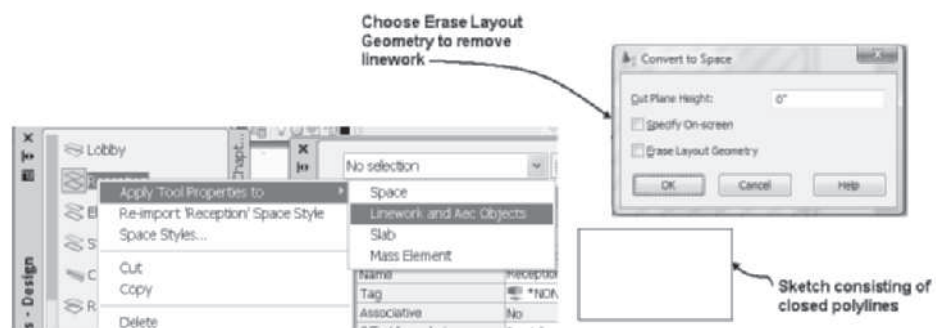 Choose Erase Layout
Geometry to remove
linework
Convert to Space
Cut Plane Height:
0"
Specify On-screen
Erase Layout Geometry
OK
Cancel
Help
Lobby
Chapt...
No selection
Apply Tool Properties to
Space
Re-import 'Reception' Space Style
Linework and Aec Objects
Space Styles...
Slab
Mass Element
Cut
Copy
Delete
Name
Reception
Tag
*NON
Associative
No
s - Design
Sketch consisting of
closed polylines